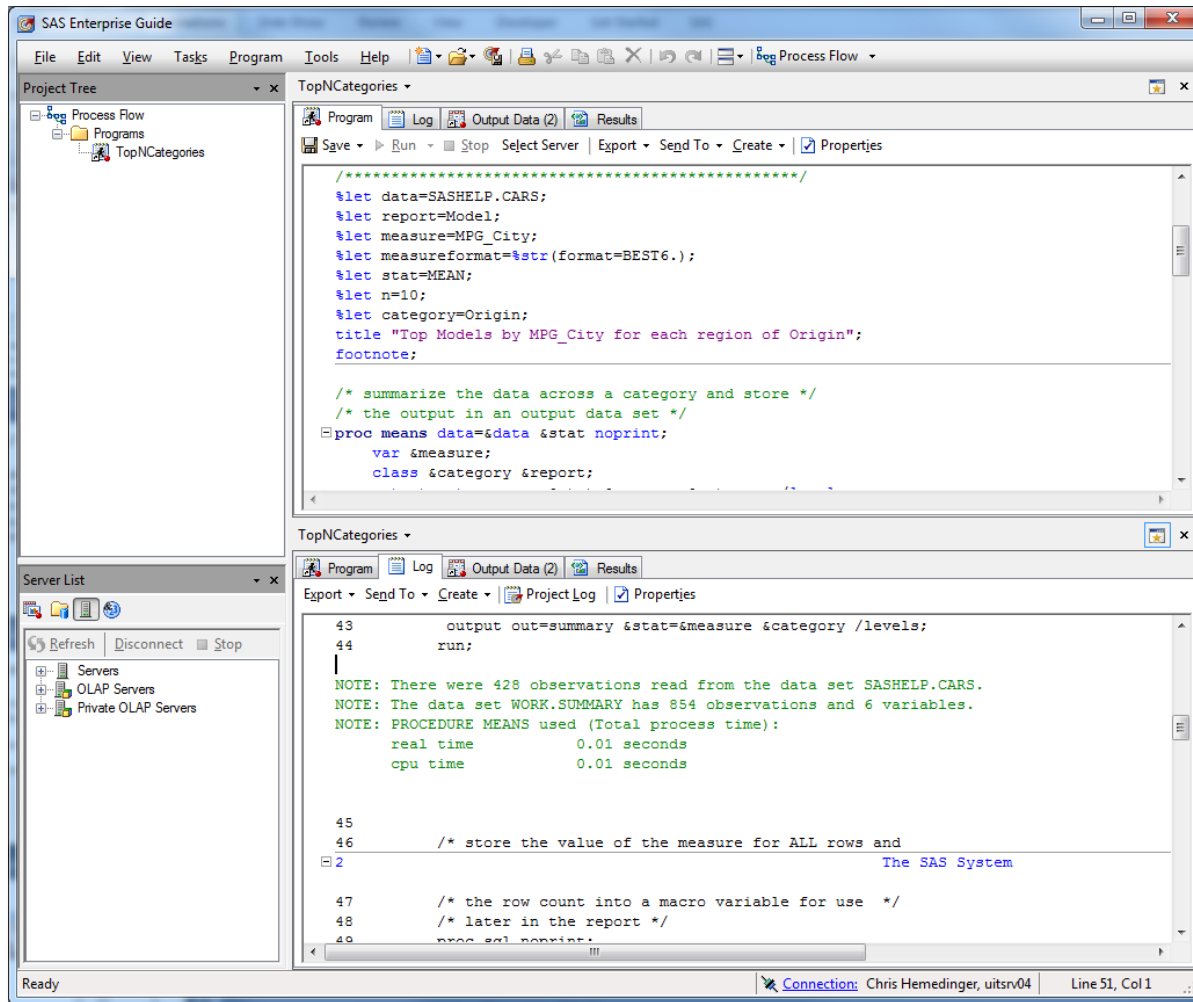 SAS Enterprise Guide
File Edit View Tasks Program Tools Help Process Flow
Project Tree
Process Flow
Programs
TopNCategories
TopNCategories
Program Log Output Data (2) Results
Save Run Stop Select Server Export Send To Create Properties
/*************************************************/
%let data=SASHELP.CARS;
%let report=Model;
%let measure=MPG_City;
%let measureformat=%str(format=BEST6.);
%let stat=MEAN;
%let n=10;
%let category=Origin;
title "Top Models by MPG_City for each region of Origin";
footnote;
/* summarize the data across a category and store */
/* the output in an output data set */
proc means data=&data &stat noprint;
var &measure;
class &category &report;
Server List
Refresh Disconnect Stop
Servers
OLAP Servers
Private OLAP Servers
TopNCategories
Program Log Output Data (2) Results
Export Send To Create Project Log Properties
43 output out=summary &stat=&measure &category /levels;
44 run;
NOTE: There were 428 observations read from the data set SASHELP.CARS.
NOTE: The data set WORK.SUMMARY has 854 observations and 6 variables.
NOTE: PROCEDURE MEANS used (Total process time):
real time 0.01 seconds
cpu time 0.01 seconds
45
46 /* store the value of the measure for ALL rows and
2 The SAS System
47 /* the row count into a macro variable for use */
48 /* later in the report */
49 proc sql noprint;
Ready
Connection: Chris Hemedinger, uitsrv04 Line 51, Col 1